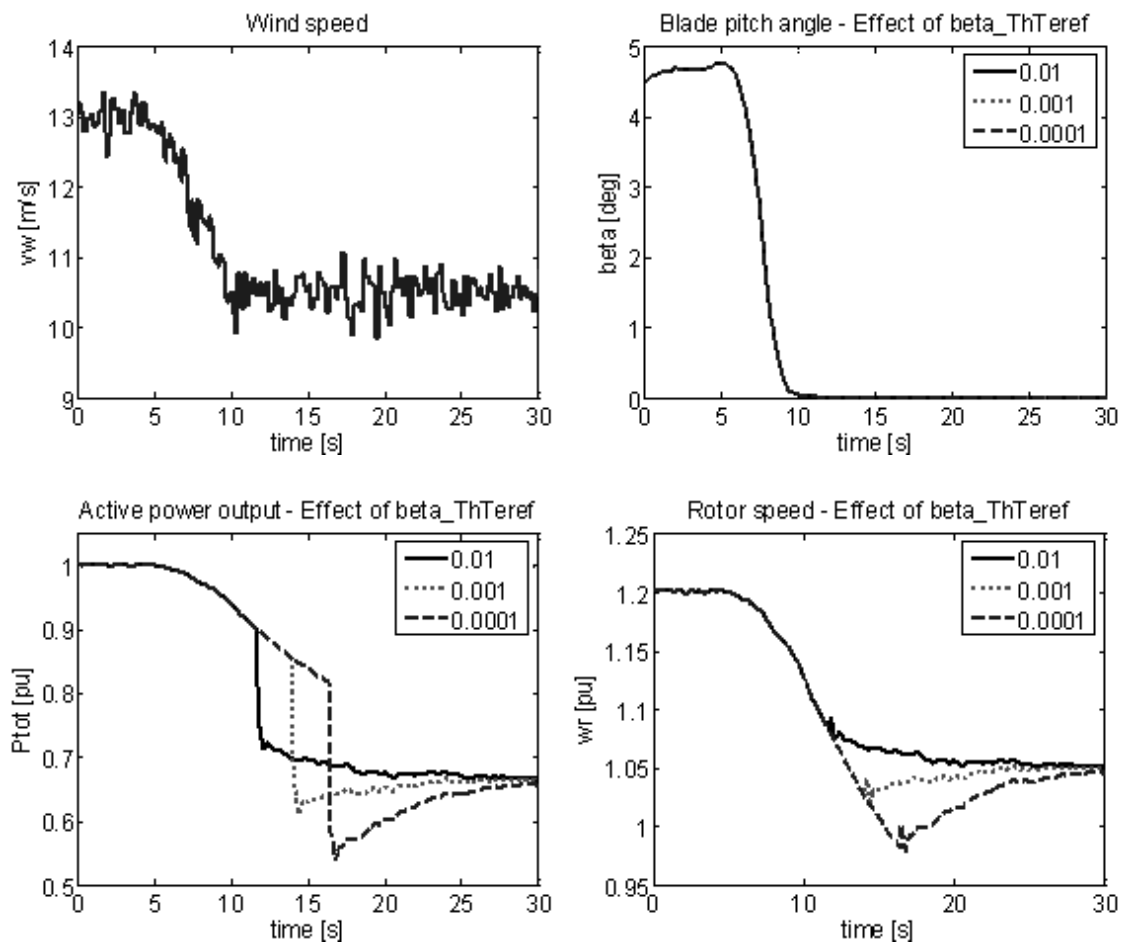 Wind speed
14
13
12
11
10
9
vw [m/s]
0 5 10 15 20 25 30
time [s]
Blade pitch angle - Effect of beta_ThTeref
5
4
3
2
1
0
beta [deg]
0.01
0.001
0.0001
0 5 10 15 20 25 30
time [s]
Active power output - Effect of beta_ThTeref
1
0.9
0.8
0.7
0.6
0.5
Ptot [pu]
0.01
0.001
0.0001
0 5 10 15 20 25 30
time [s]
Rotor speed - Effect of beta_ThTeref
1.25
1.2
1.15
1.1
1.05
1
0.95
wr [pu]
0.01
0.001
0.0001
0 10 20 30
time [s]